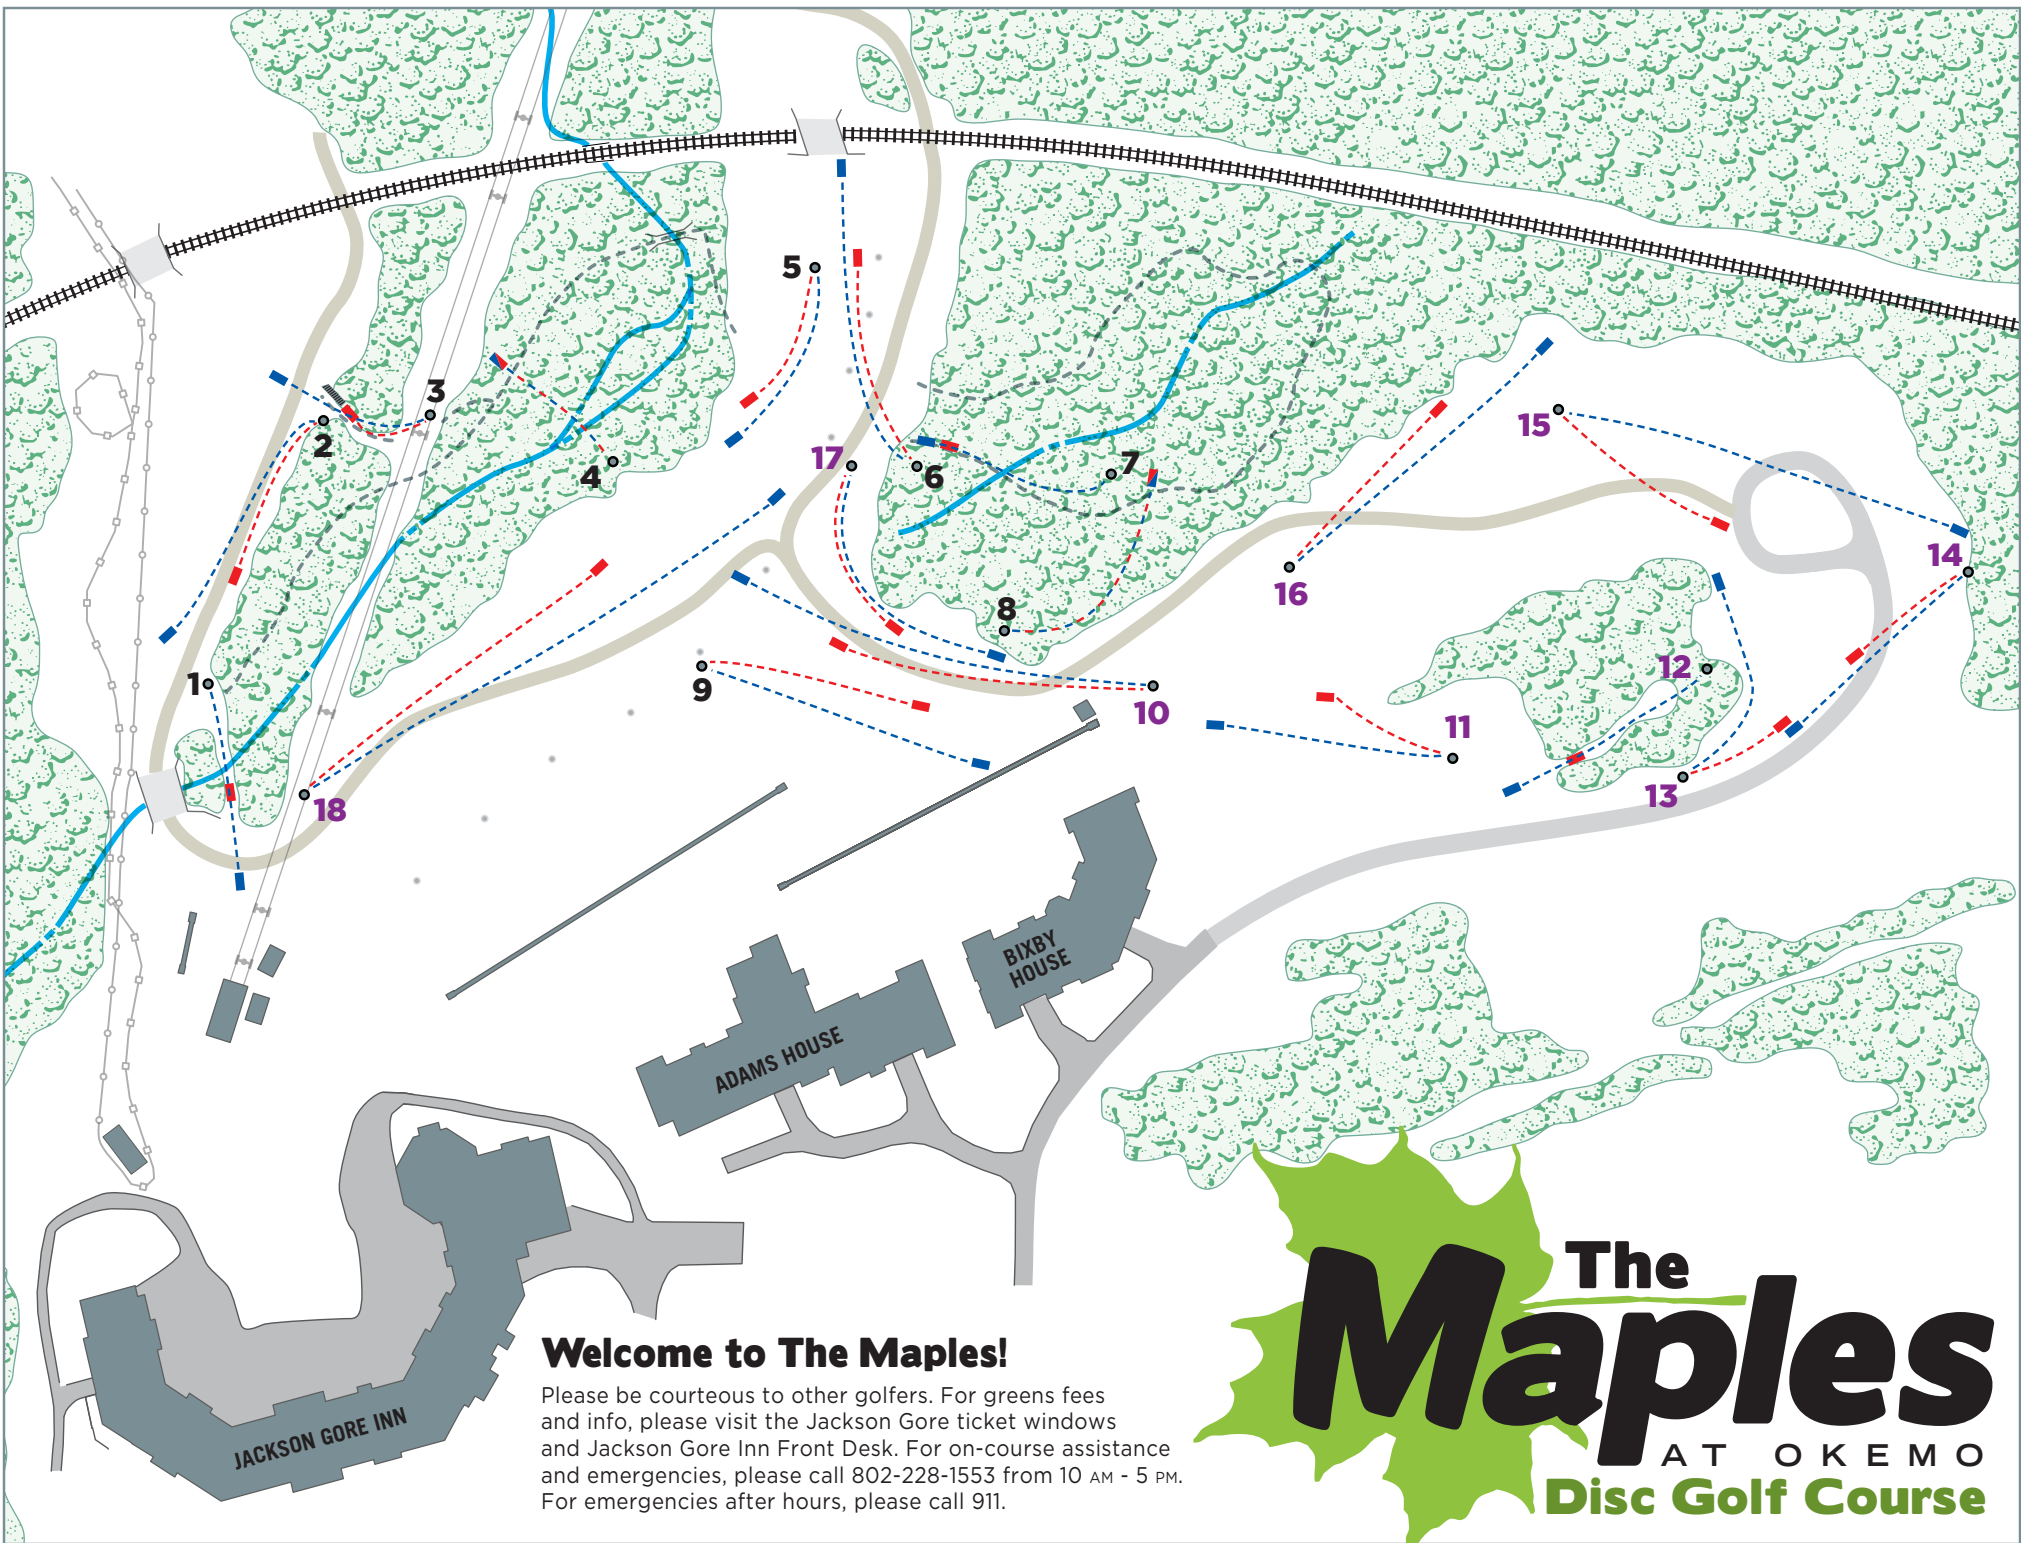 5
3
2
4
17
6
7
15
14
16
8
1
9
10
12
11
13
18
BIXBY
HOUSE
ADAMS HOUSE
JACKSON GORE INN
Welcome to The Maples!
Please be courteous to other golfers. For greens fees
and info, please visit the Jackson Gore ticket windows
and Jackson Gore Inn Front Desk. For on-course assistance
and emergencies, please call 802-228-1553 from 10 AM - 5 PM.
For emergencies after hours, please call 911.
The
Maples
AT OKEMO
Disc Golf Course